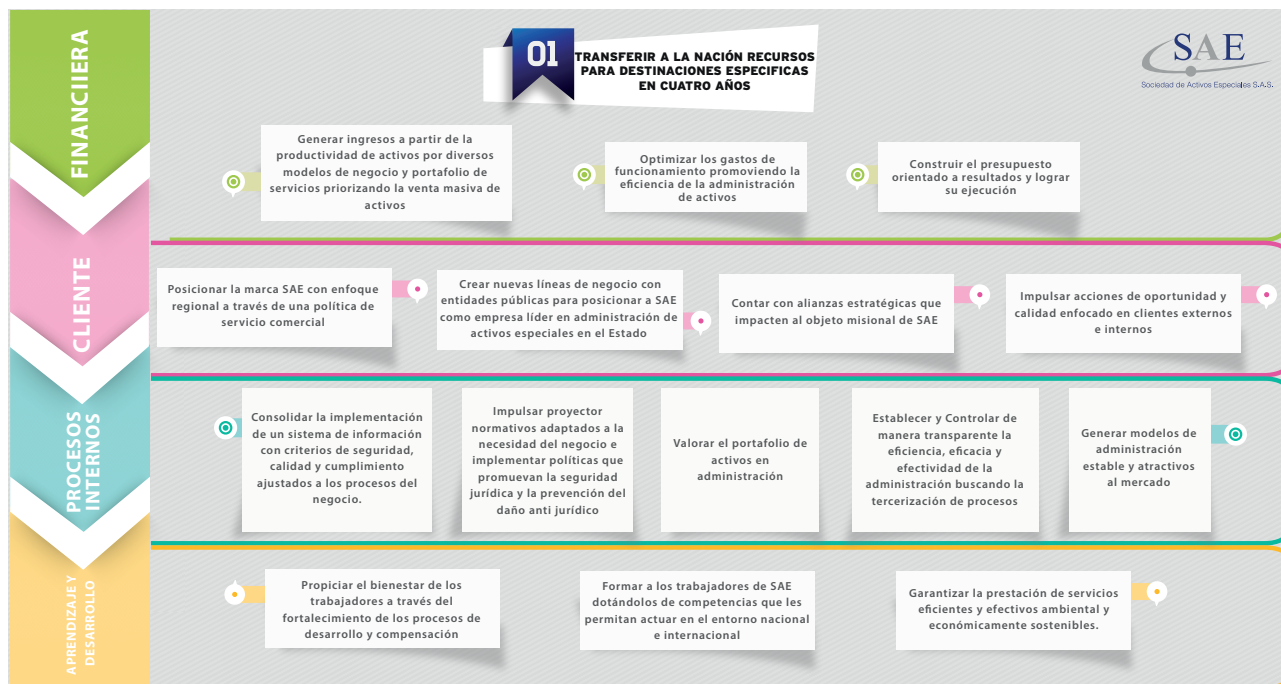 FINANCIIERA
01
TRANSFERIR A LA NACIÓN RECURSOS
PARA DESTINACIONES ESPECIFICAS
EN CUATRO AÑOS
SAE
Sociedad de Activos Especiales S.A.S.
Generar ingresos a partir de la
productividad de activos por diversos
modelos de negocio y portafolio de
servicios priorizando la venta masiva de
activos
Optimizar los gastos de
funcionamiento promoviendo la
eficiencia de la administración
de activos
Construir el presupuesto
orientado a resultados y lograr
su ejecución
CLIENTE
Posicionar la marca SAE con enfoque
regional a través de una política de
servicio comercial
Crear nuevas líneas de negocio con
entidades públicas para posicionar a SAE
como empresa líder en administración de
activos especiales en el Estado
Contar con alianzas estratégicas que
impacten al objeto misional de SAE
Impulsar acciones de oportunidad y
calidad enfocado en clientes externos
e internos
PROCESOS
INTERNOS
Consolidar la implementación
de un sistema de información
con criterios de seguridad,
calidad y cumplimiento
ajustados a los procesos del
negocio.
Impulsar proyector
normativos adaptados a la
necesidad del negocio e
implementar políticas que
promuevan la seguridad
jurídica y la prevención del
daño anti jurídico
Valorar el portafolio de
activos en
administración
Establecer y Controlar de
manera transparente la
eficiencia, eficacia y
efectividad de la
administración buscando la
tercerización de procesos
Generar modelos de
administración
estable y atractivos
al mercado
APRENDIZAJE Y
DESARROLLO
Propiciar el bienestar de los
trabajadores a través del
fortalecimiento de los procesos de
desarrollo y compensación
Formar a los trabajadores de SAE
dotándolos de competencias que les
permitan actuar en el entorno nacional
e internacional
Garantizar la prestación de servicios
eficientes y efectivos ambiental y
económicamente sostenibles.